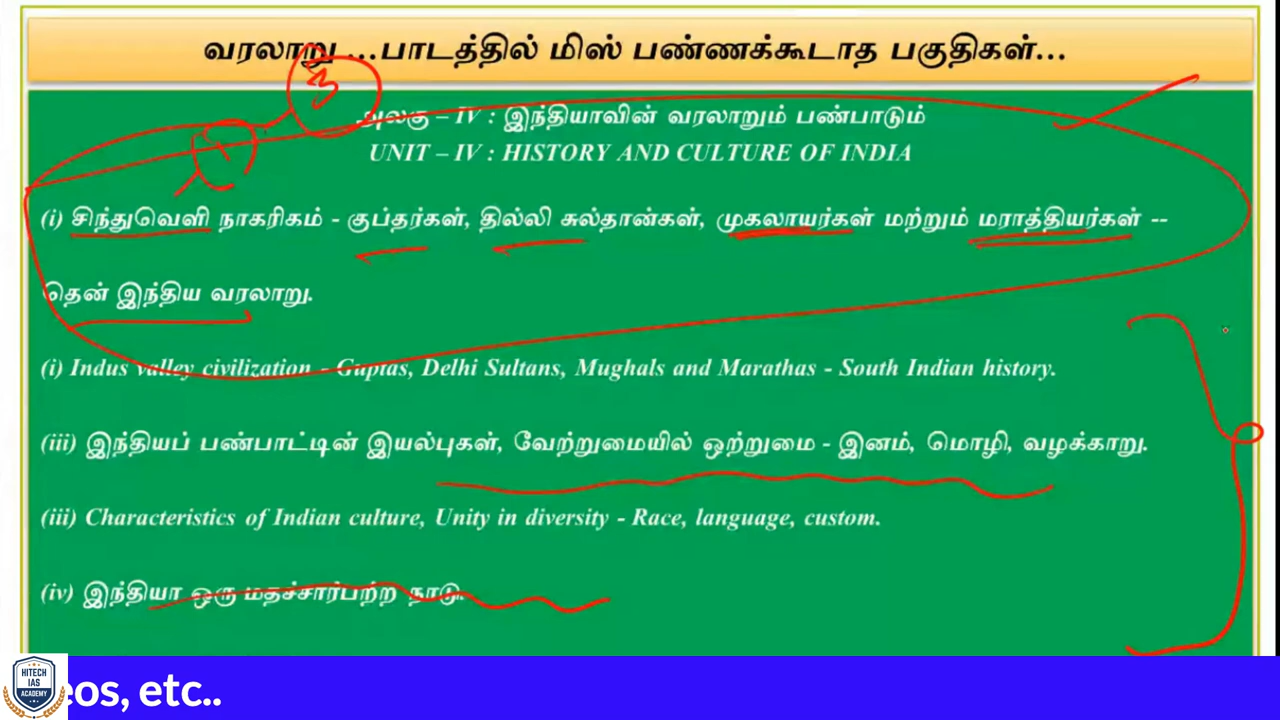 வரலாறு ...பாடத்தில் மிஸ் பண்ணக்கூடாத பகுதிகள்...
அலகு – IV : இந்தியாவின் வரலாறும் பண்பாடும்
UNIT – IV : HISTORY AND CULTURE OF INDIA
(i) சிந்துவெளி நாகரிகம் - குப்தர்கள், தில்லி சுல்தான்கள், முகலாயர்கள் மற்றும் மராத்தியர்கள் --
தென் இந்திய வரலாறு.
(i) Indus valley civilization - Guptas, Delhi Sultans, Mughals and Marathas - South Indian history.
(iii) இந்தியப் பண்பாட்டின் இயல்புகள், வேற்றுமையில் ஒற்றுமை - இனம், மொழி, வழக்காறு.
(iii) Characteristics of Indian culture, Unity in diversity - Race, language, custom.
(iv) இந்தியா ஒரு மதச்சார்பற்ற நாடு.
HITECH
IAS
ACADEMY
eos, etc..